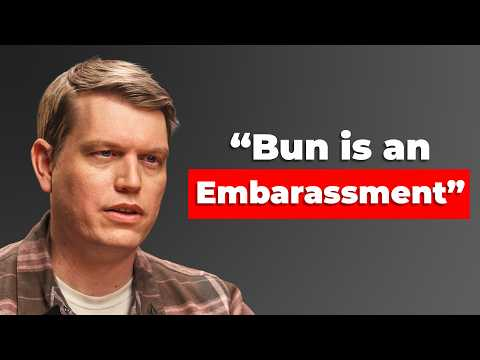 “Bun is an
Embarassment”